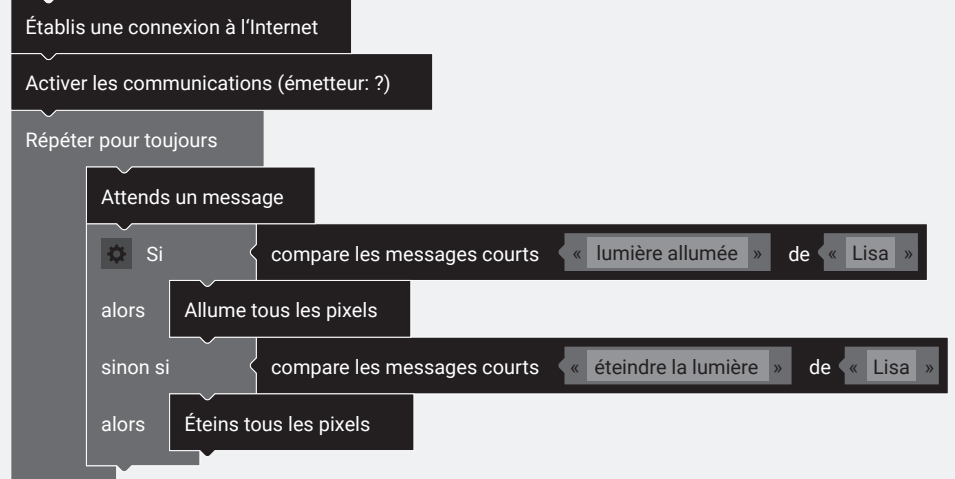 Établis une connexion à l‘Internet
Activer les communications (émetteur: ?)
Répéter pour toujours
Attends un message
Si compare les messages courts « lumière allumée » de « Lisa »
alors Allume tous les pixels
sinon si compare les messages courts « éteindre la lumière » de « Lisa »
alors Éteins tous les pixels